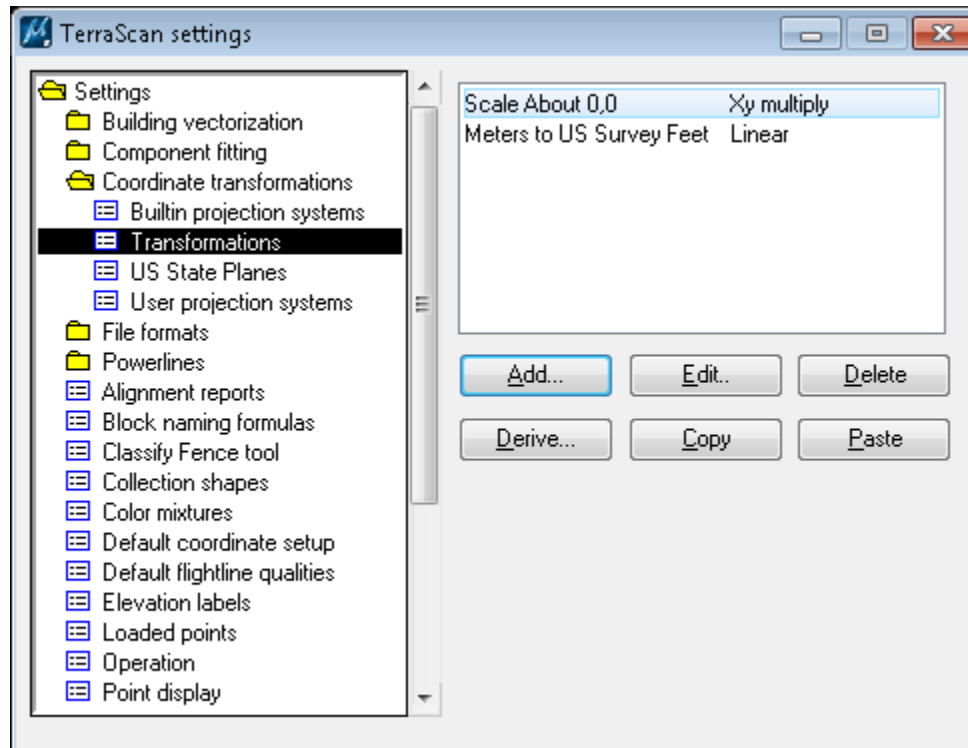 TerraScan settings
Settings
Building vectorization
Component fitting
Coordinate transformations
Builtin projection systems
Transformations
US State Planes
User projection systems
File formats
Powerlines
Alignment reports
Block naming formulas
Classify Fence tool
Collection shapes
Color mixtures
Default coordinate setup
Default flightline qualities
Elevation labels
Loaded points
Operation
Point display
Scale About 0,0 Xy multiply
Meters to US Survey Feet Linear
Add... Edit.. Delete
Derive... Copy Paste